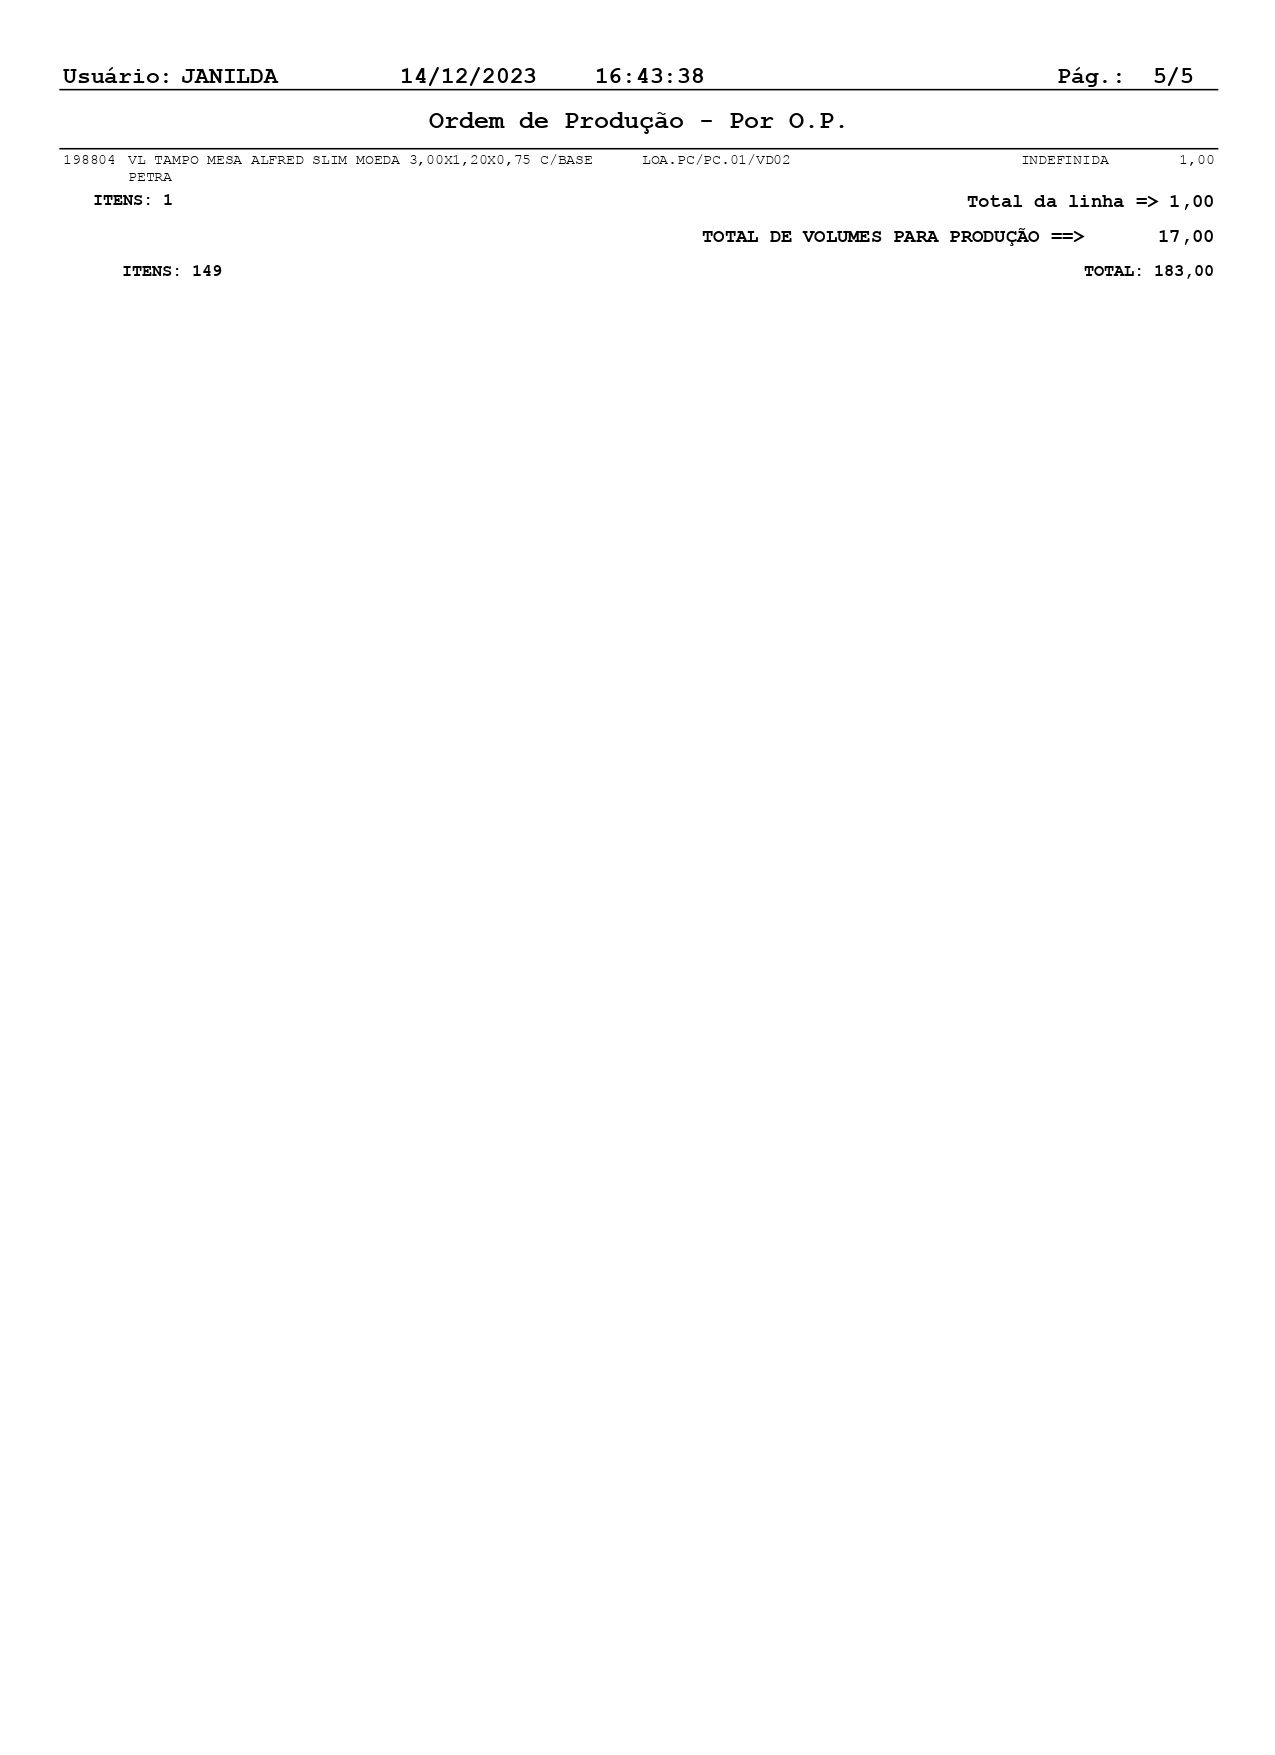 Usuário: JANILDA 14/12/2023 16:43:38 Pág.: 5/5
Ordem de Produção - Por O.P.
198804 VL TAMPO MESA ALFRED SLIM MOEDA 3,00X1,20X0,75 C/BASE LOA.PC/PC.01/VD02 INDEFINIDA 1,00
PETRA
ITENS: 1 Total da linha => 1,00
TOTAL DE VOLUMES PARA PRODUÇÃO ==> 17,00
ITENS: 149 TOTAL: 183,00